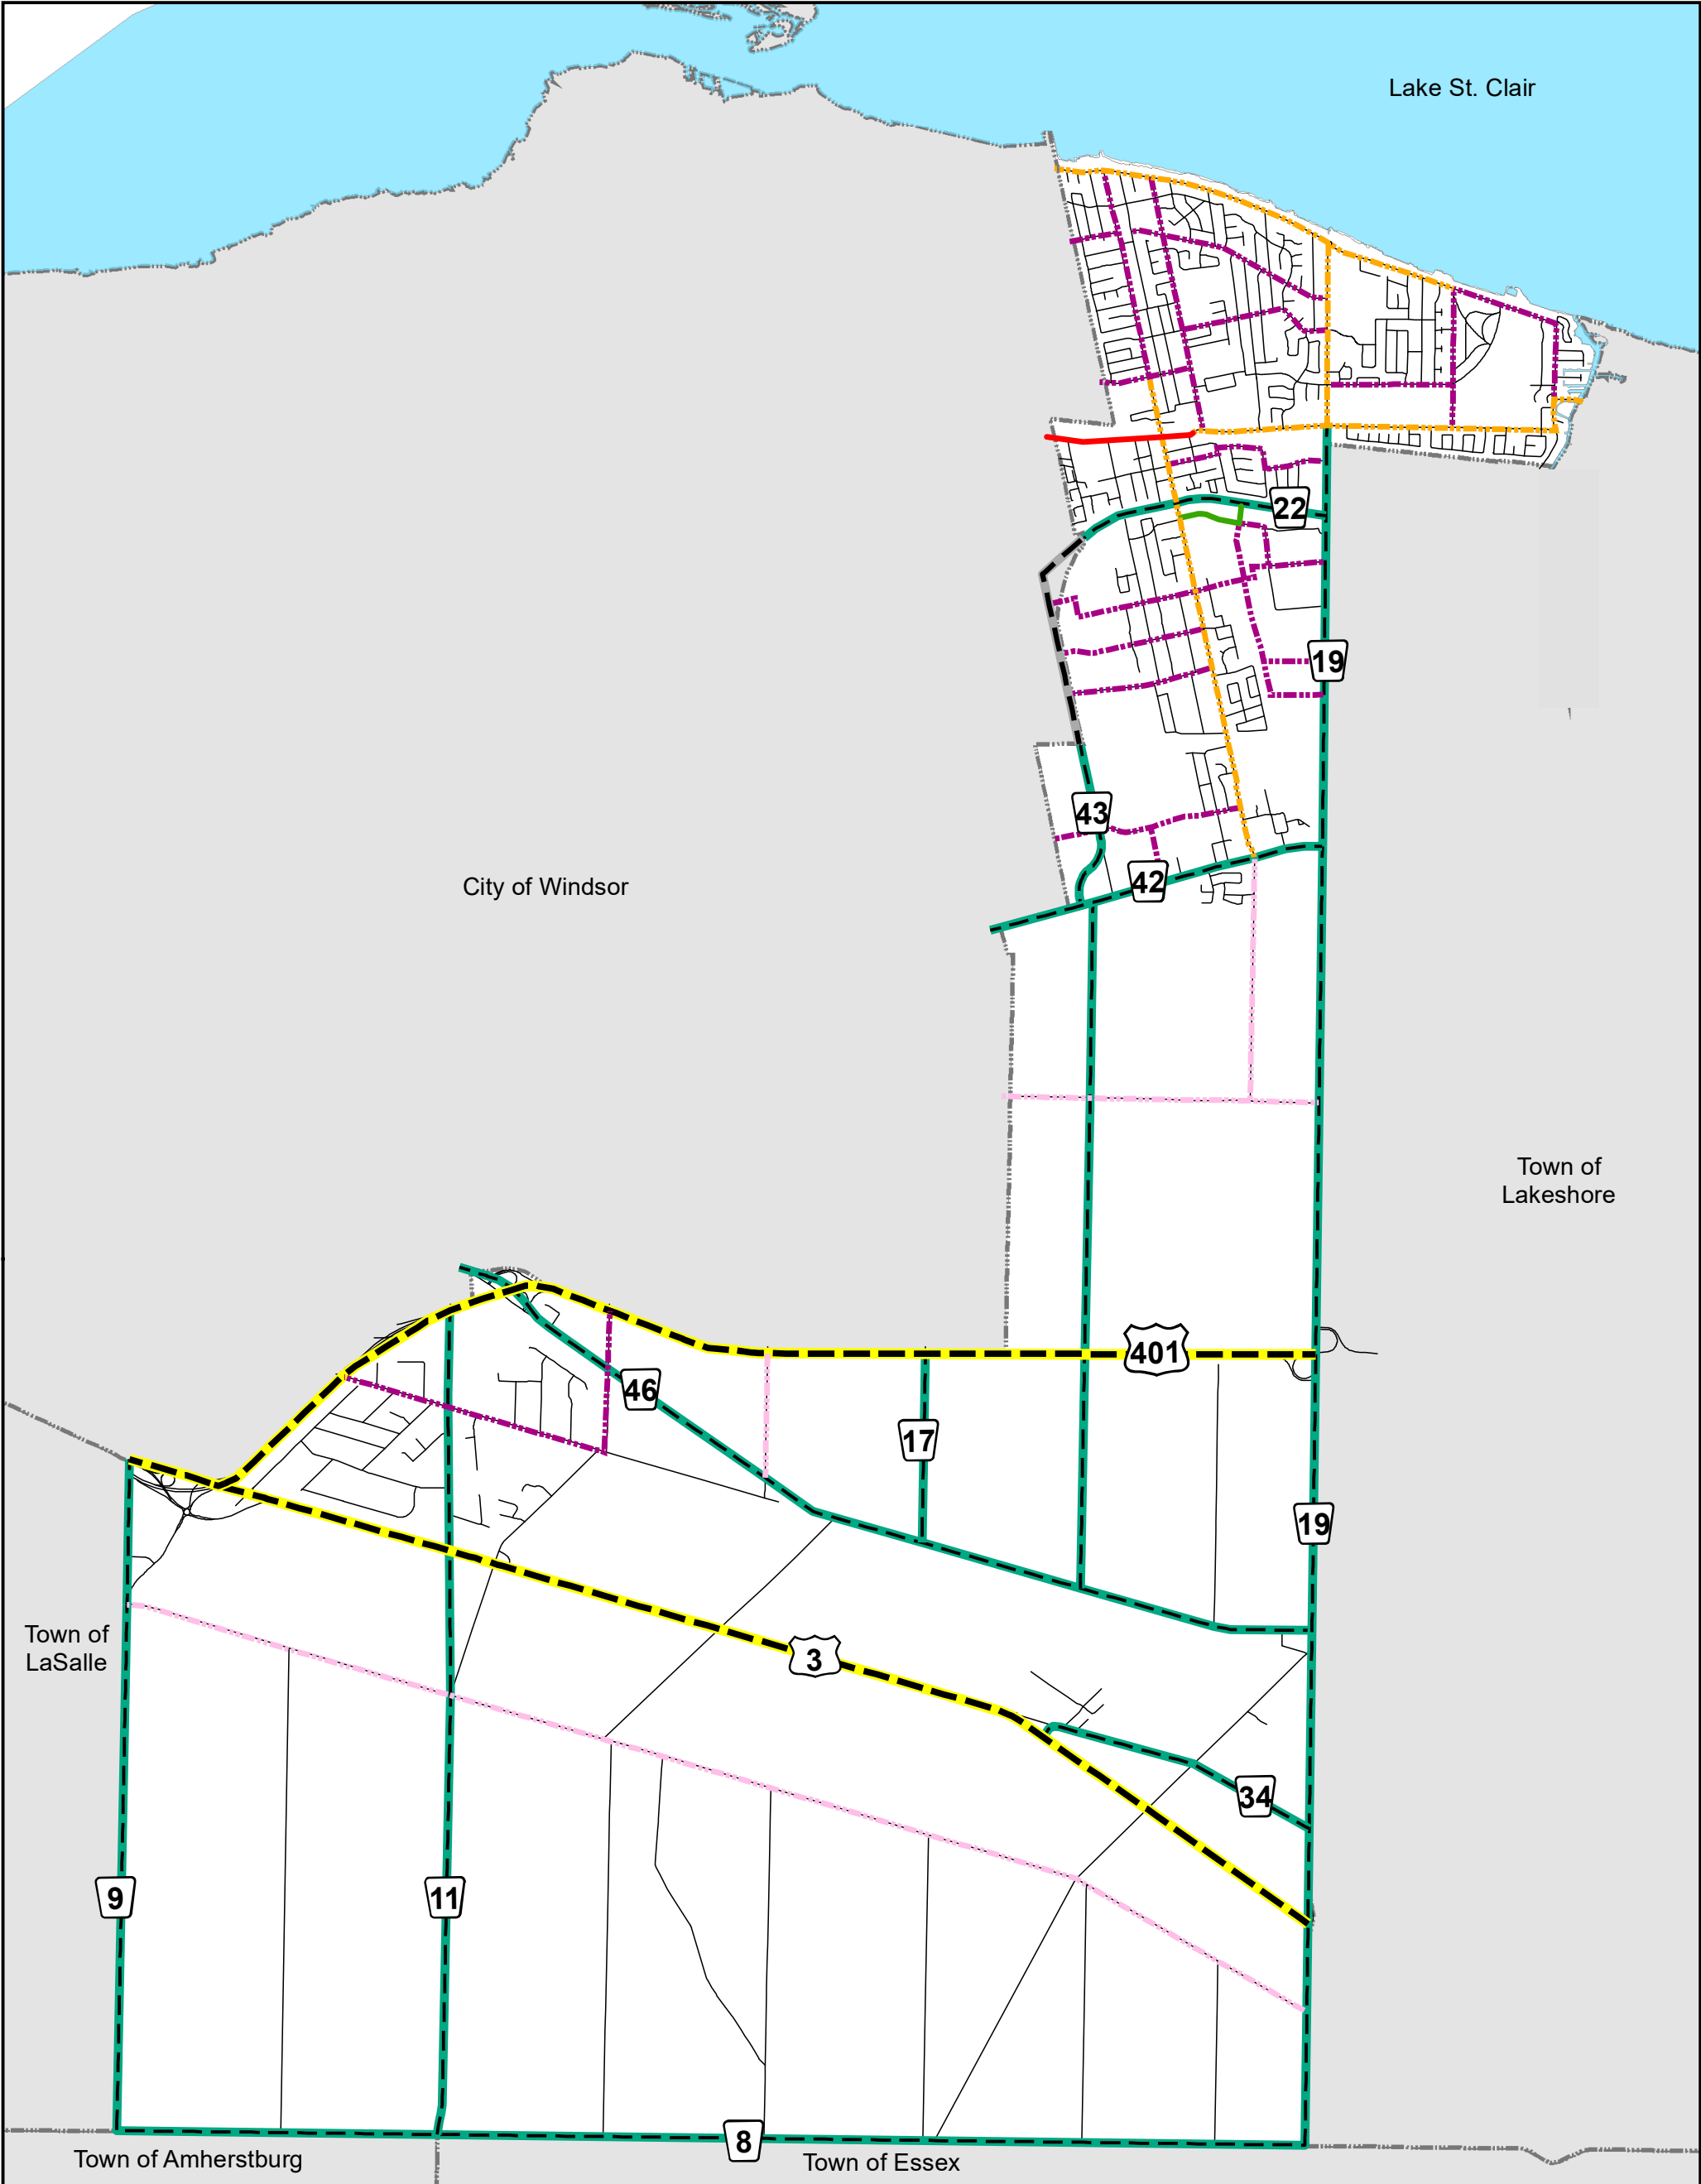 Lake St. Clair
22
19
43
42
City of Windsor
Town of
Lakeshore
401
46
17
19
Town of
LaSalle
3
34
9
11
8
Town of Amherstburg
Town of Essex